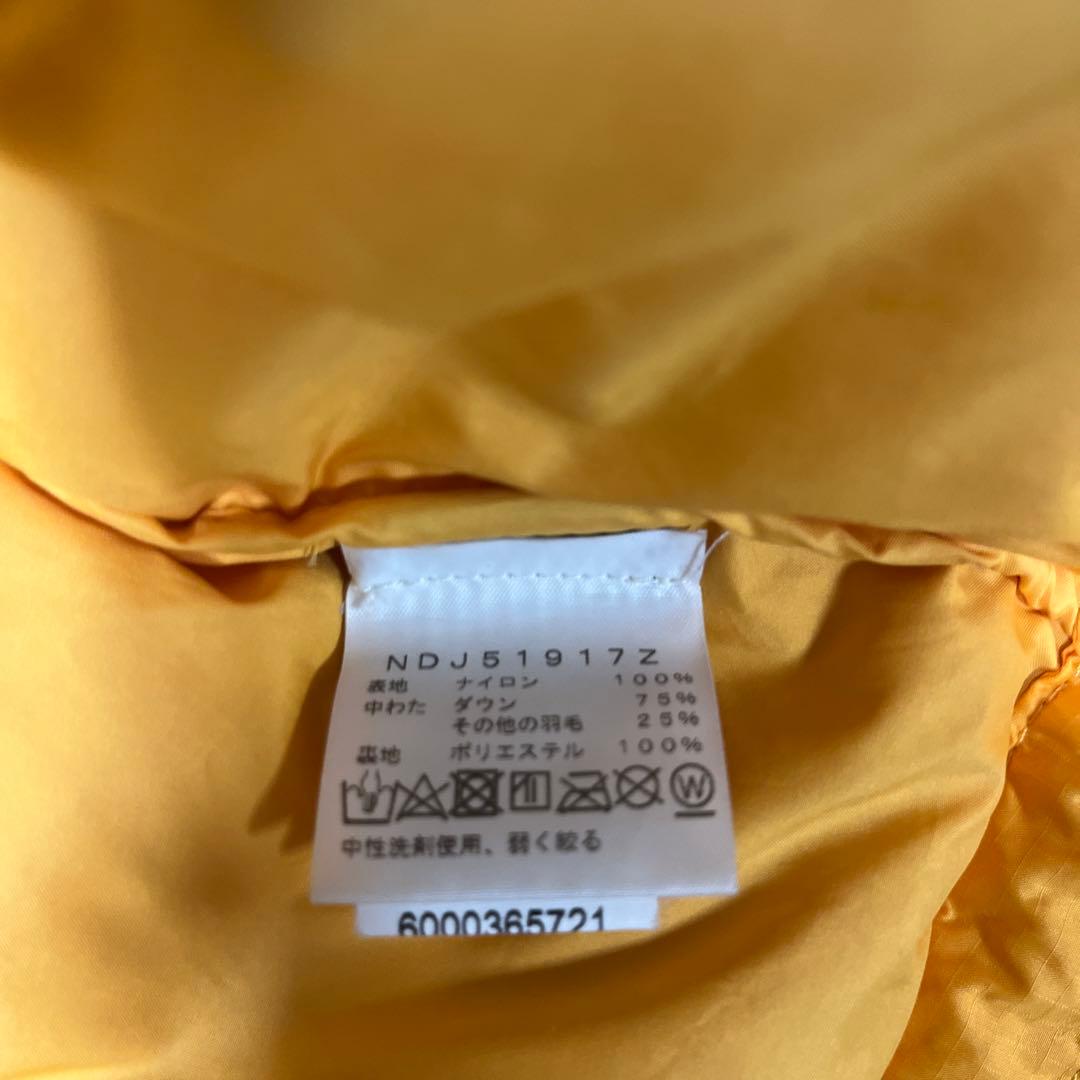 NDJ51917Z
表地 ナイロン 100%
中わた ダウン 75%
その他の羽毛 25%
裏地 ポリエステル 100%
W
中性洗剤使用、弱く絞る
6000365721